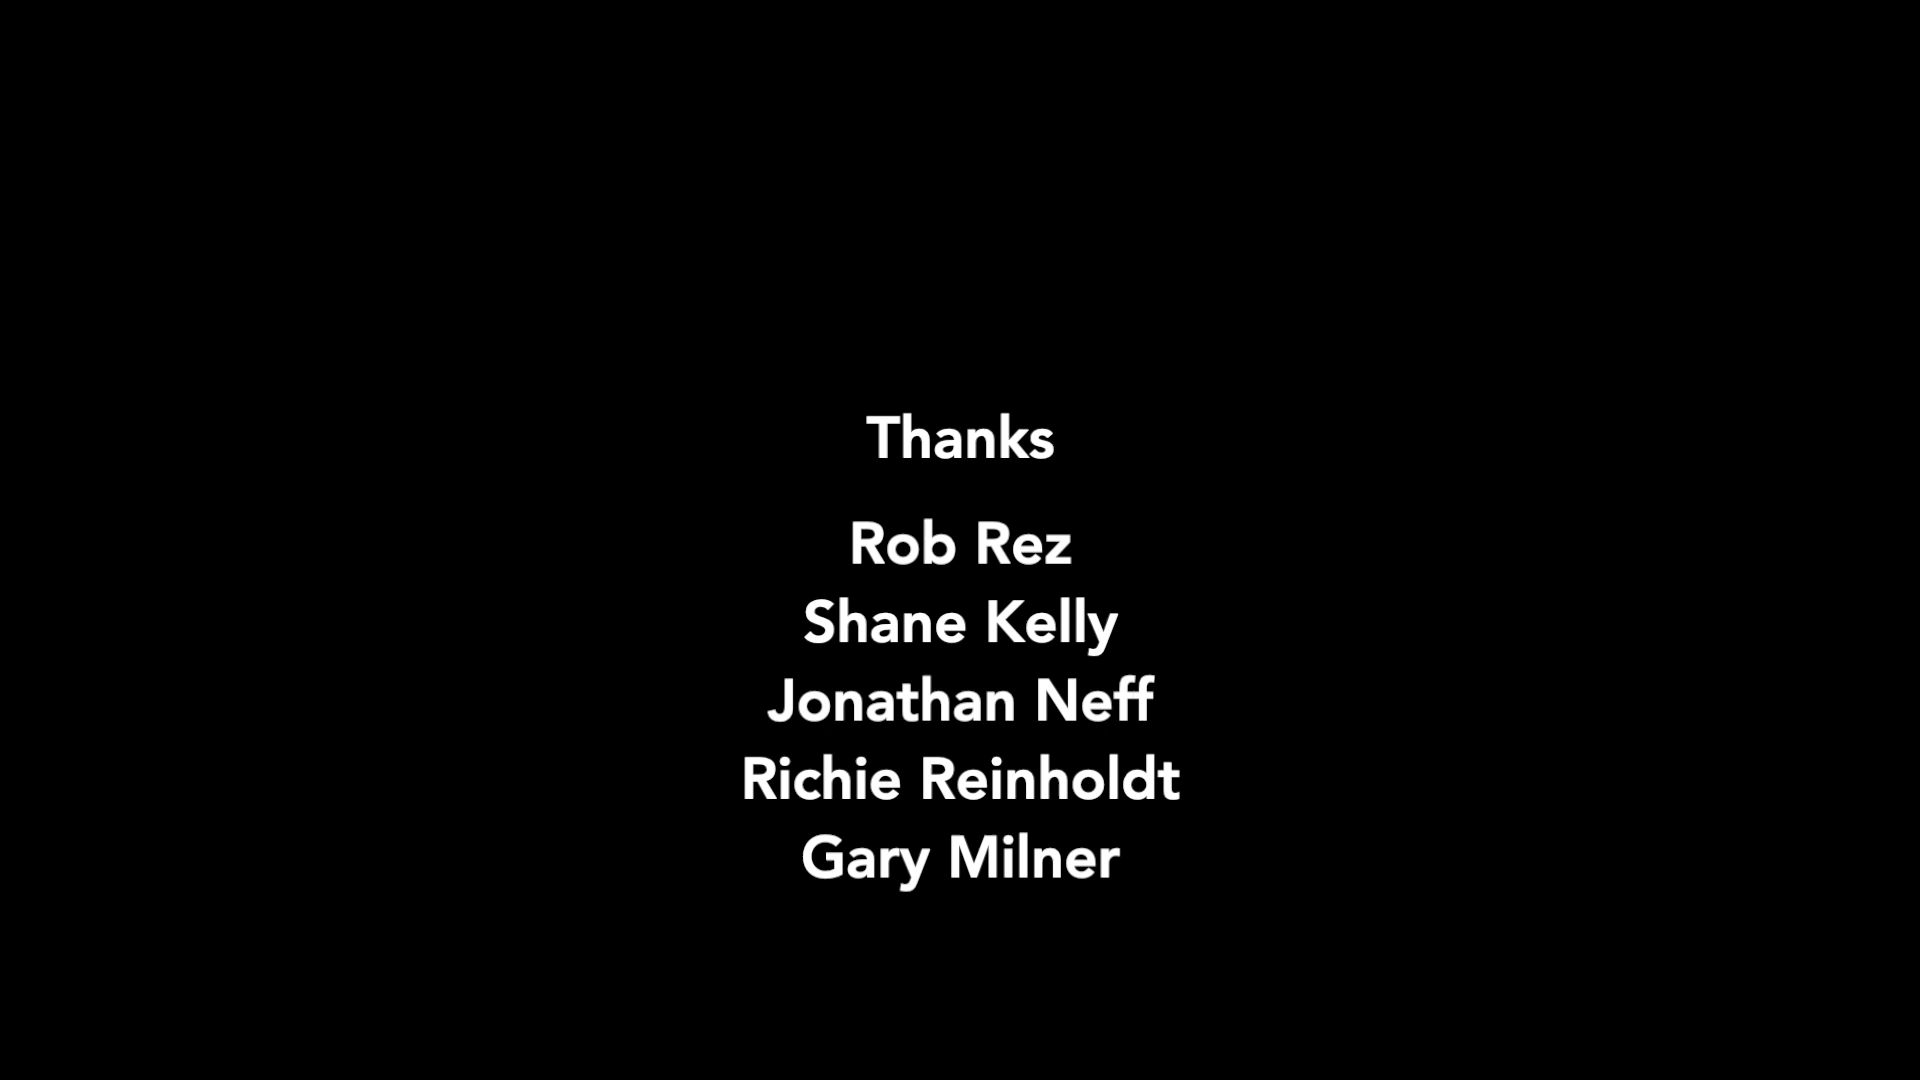 Thanks
Rob Rez
Shane Kelly
Jonathan Neff
Richie Reinholdt
Gary Milner